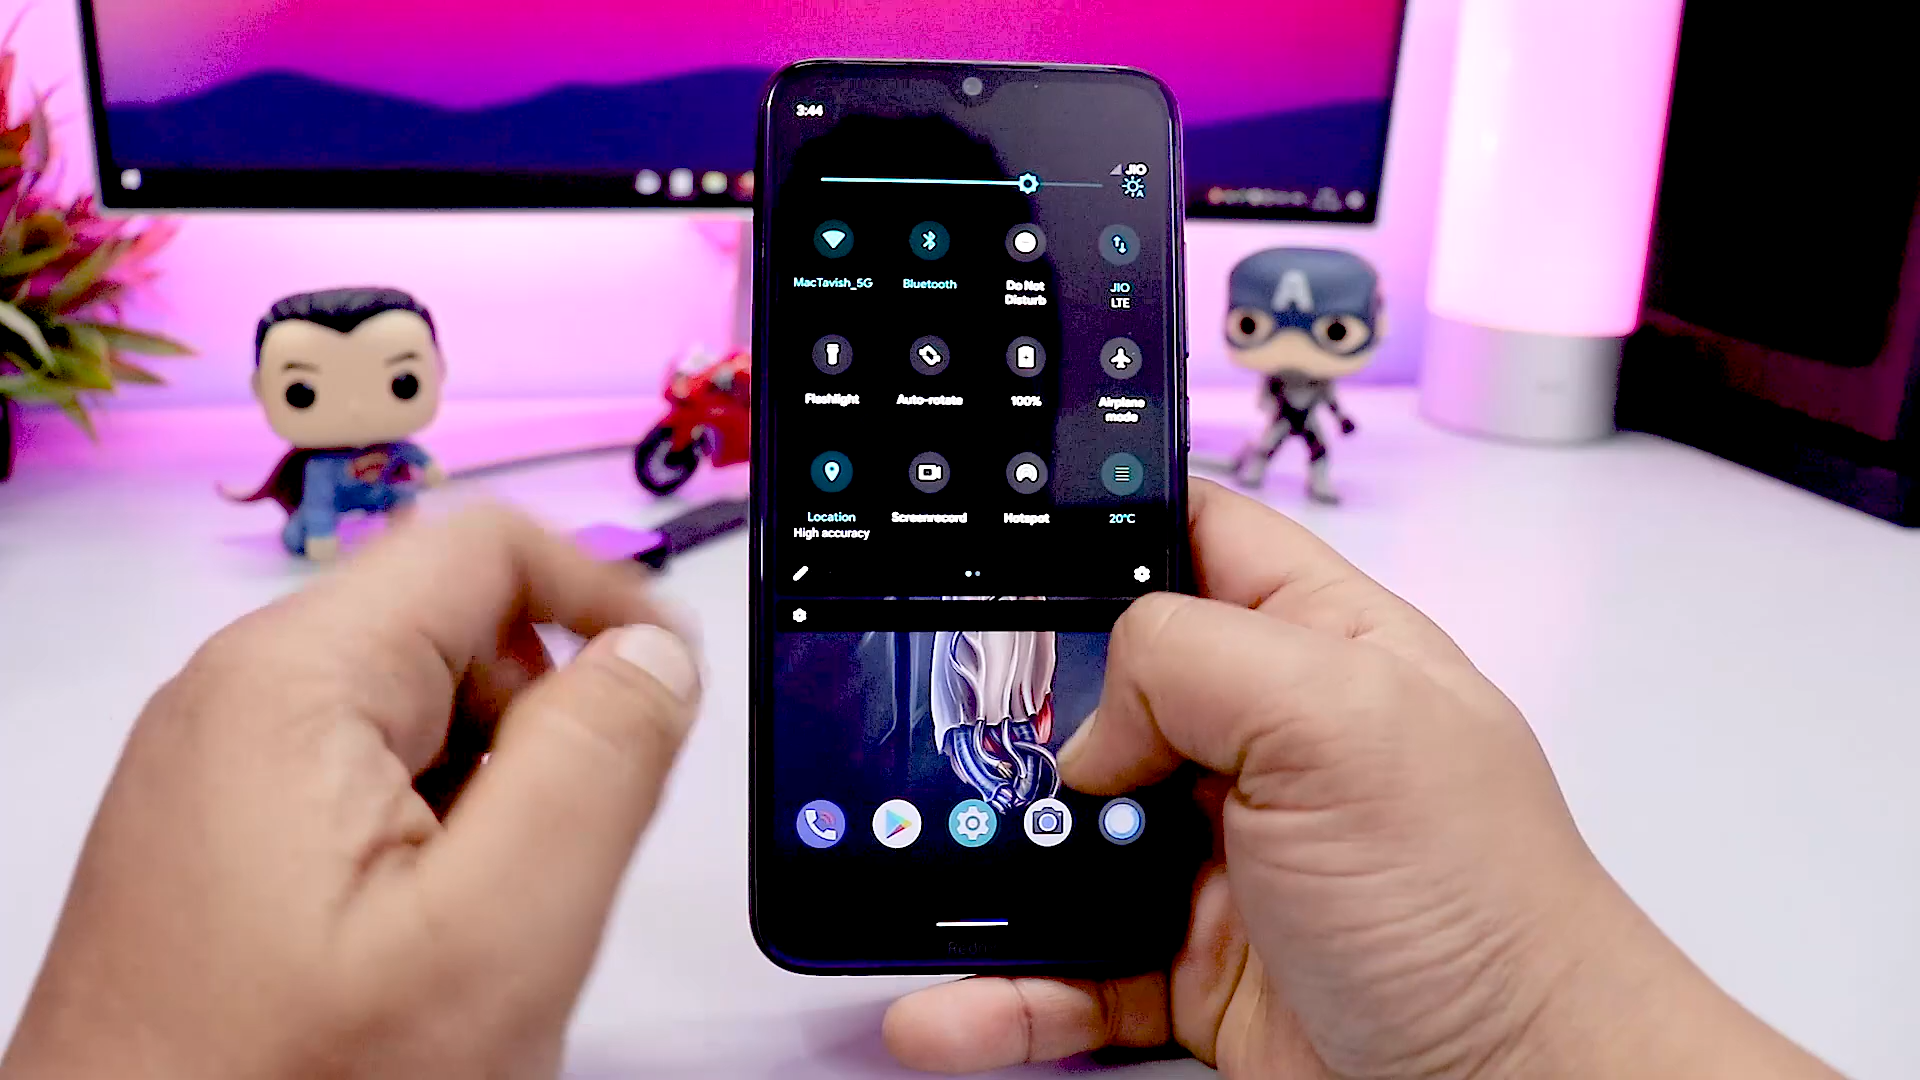 3:44
JIO
MacTavish_5G
Bluetooth
Do Not
Disturb
JIO
LTE
Flashlight
Auto-rotate
100%
Airplane
mode
Location
High accuracy
Screenrecord
Hotspot
20°C
A